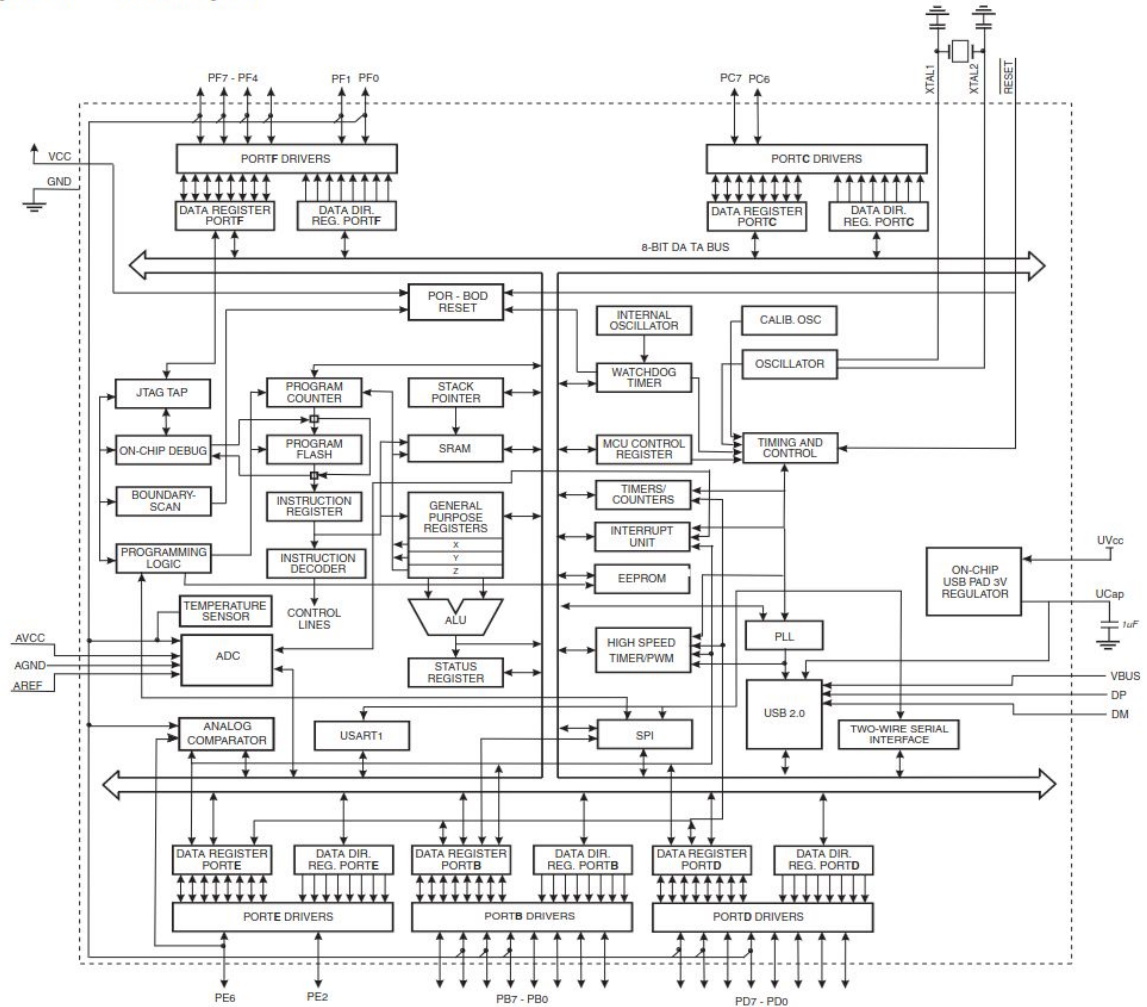 XTAL1
XTAL2
RESET
PF7 - PF4
PF1
PF0
PC7
PC6
VCC
GND
PORTF DRIVERS
PORTC DRIVERS
DATA REGISTER
PORTF
DATA DIR.
REG. PORTF
DATA REGISTER
PORTC
DATA DIR.
REG. PORTC
8-BIT DA TA BUS
POR - BOD
RESET
INTERNAL
OSCILLATOR
CALIB. OSC
WATCHDOG
TIMER
OSCILLATOR
JTAG TAP
PROGRAM
COUNTER
STACK
POINTER
ON-CHIP DEBUG
PROGRAM
FLASH
SRAM
MCU CONTROL
REGISTER
TIMING AND
CONTROL
BOUNDARY-
SCAN
INSTRUCTION
REGISTER
GENERAL
PURPOSE
REGISTERS
X
Y
Z
TIMERS/
COUNTERS
INTERRUPT
UNIT
PROGRAMMING
LOGIC
INSTRUCTION
DECODER
EEPROM
ON-CHIP
USB PAD 3V
REGULATOR
UVcc
UCap
1uF
TEMPERATURE
SENSOR
CONTROL
LINES
ALU
AVCC
AGND
AREF
ADC
STATUS
REGISTER
HIGH SPEED
TIMER/PWM
PLL
VBUS
DP
DM
USB 2.0
ANALOG
COMPARATOR
USART1
SPI
TWO-WIRE SERIAL
INTERFACE
DATA REGISTER
PORTE
DATA DIR.
REG. PORTE
DATA REGISTER
PORTB
DATA DIR.
REG. PORTB
DATA REGISTER
PORTD
DATA DIR.
REG. PORTD
PORTE DRIVERS
PORTB DRIVERS
PORTD DRIVERS
PE6
PE2
PB7 - PB0
PD7 - PD0